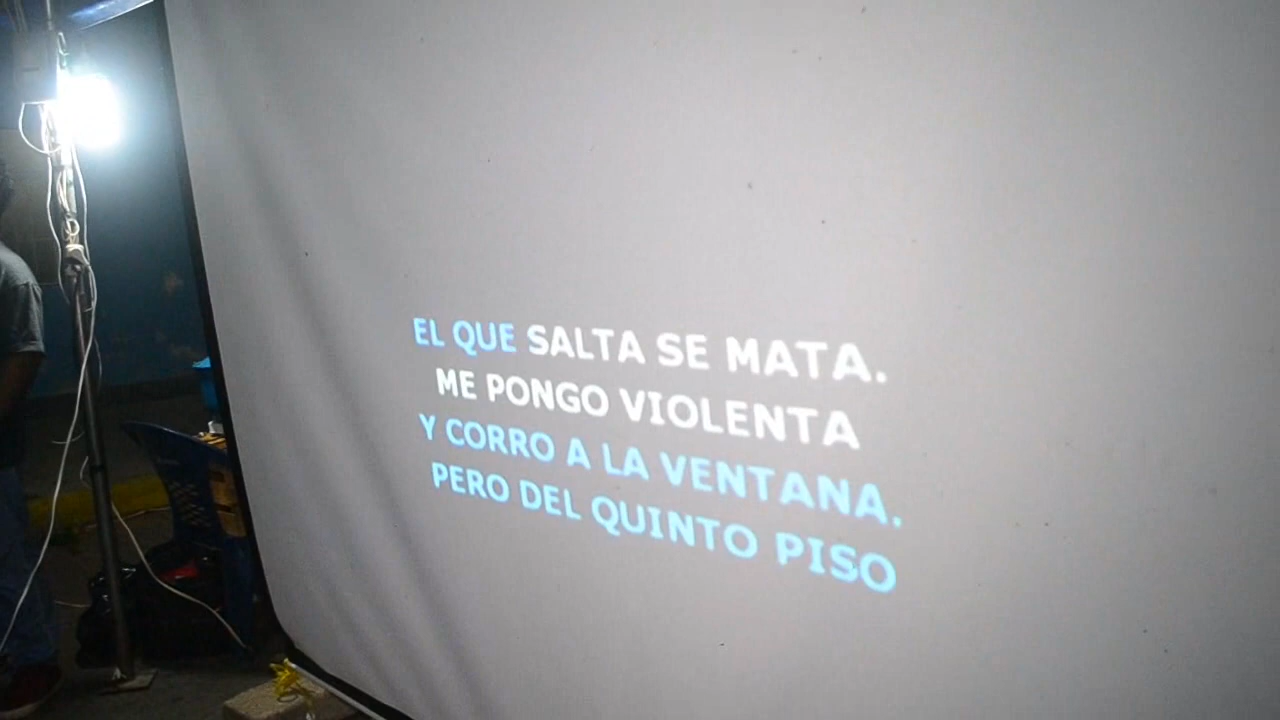 EL QUE SALTA SE MATA.
ME PONGO VIOLENTA
Y CORRO A LA VENTANA.
PERO DEL QUINTO PISO